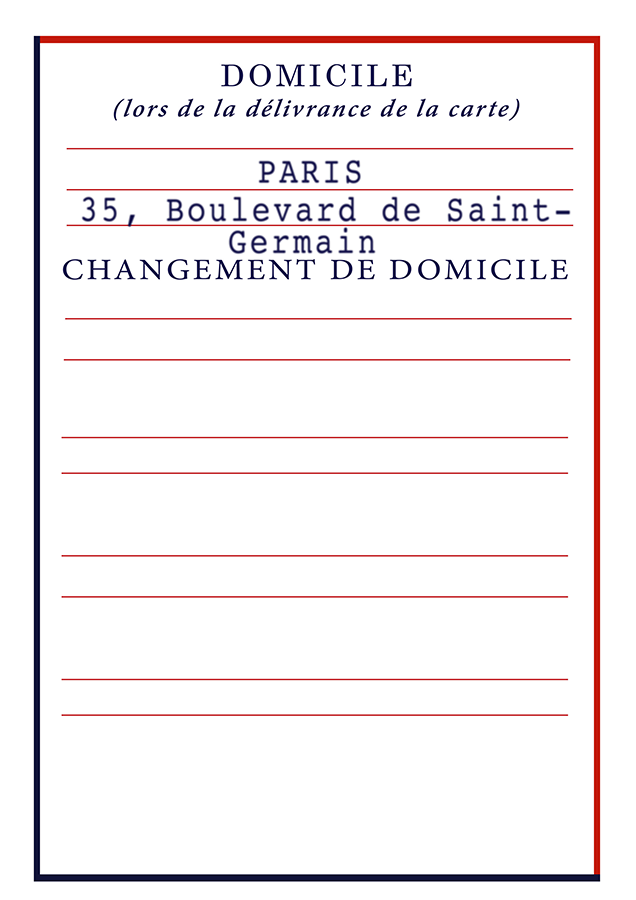 DOMICILE
(lors de la délivrance de la carte)
PARIS
35, Boulevard de Saint-
Germain
CHANGEMENT DE DOMICILE